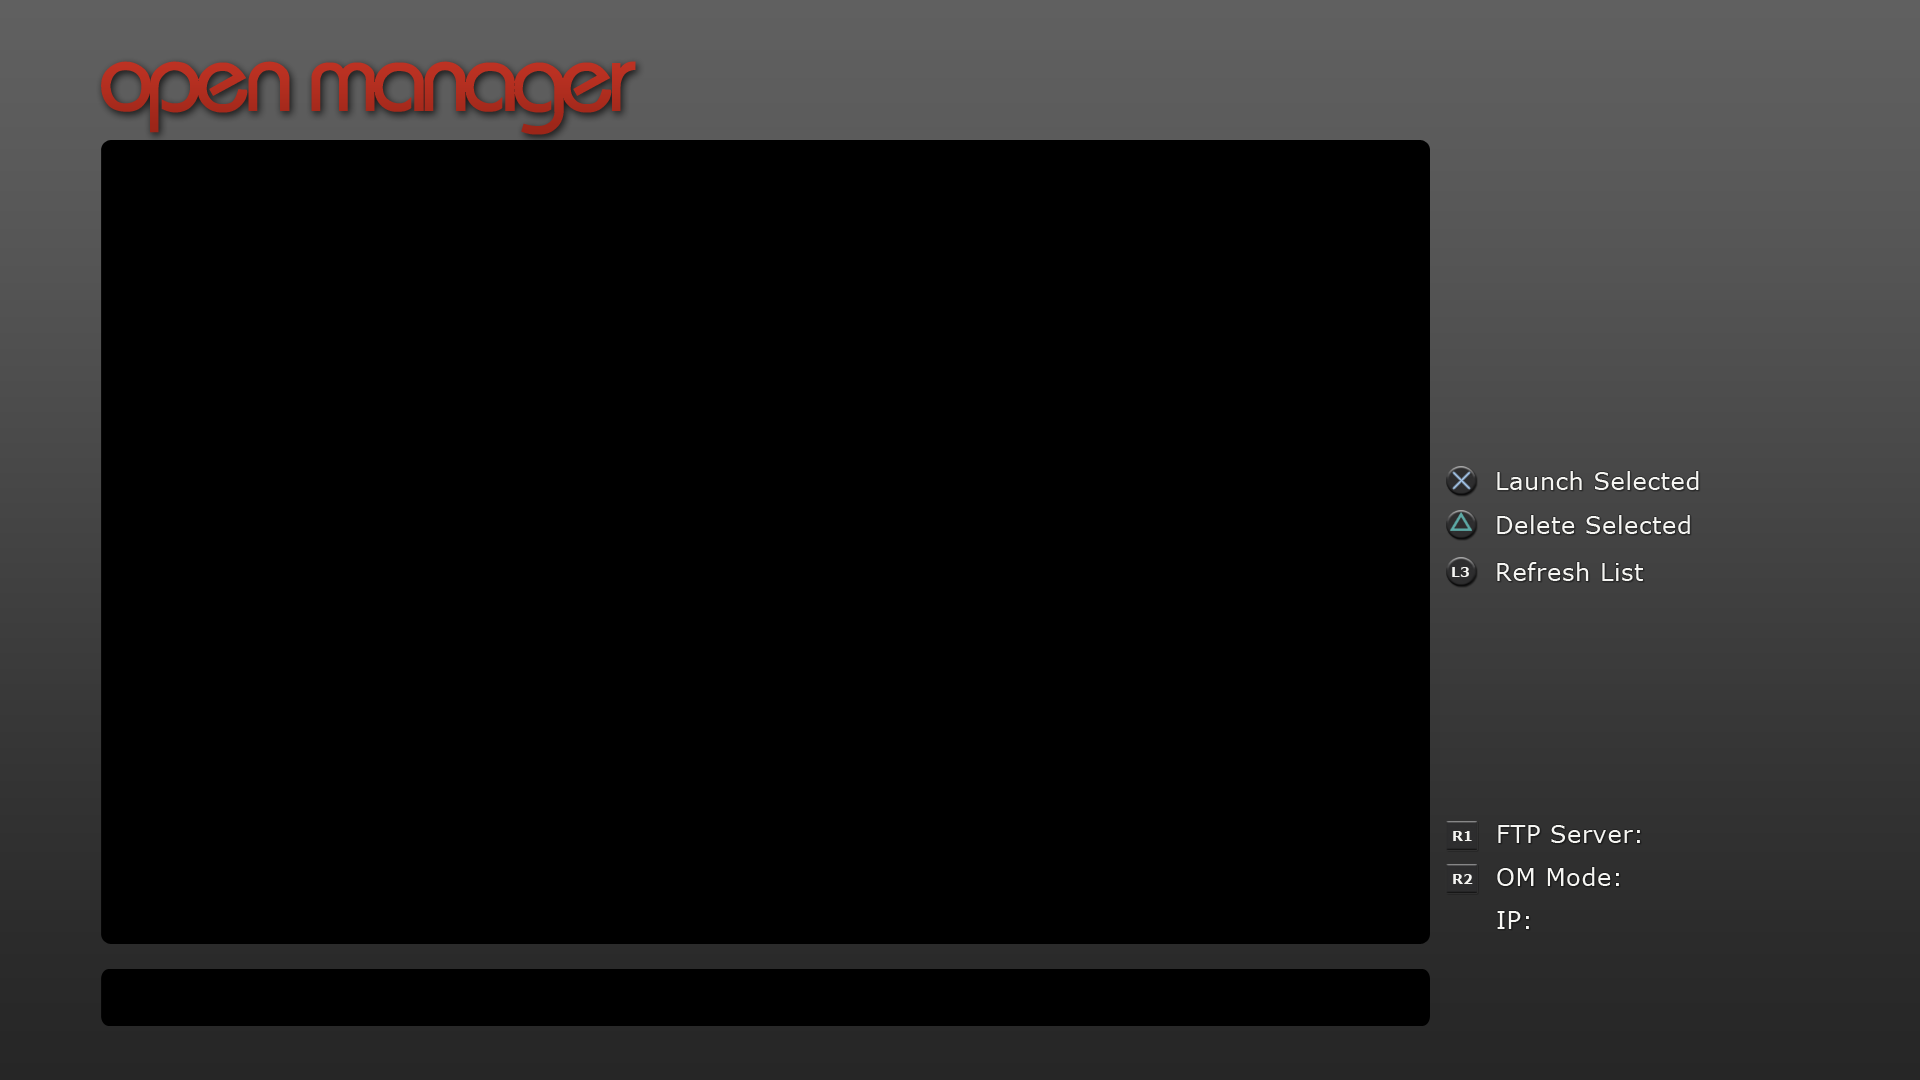 open manager
Launch Selected
Delete Selected
L3 Refresh List
R1 FTP Server:
R2 OM Mode:
IP: